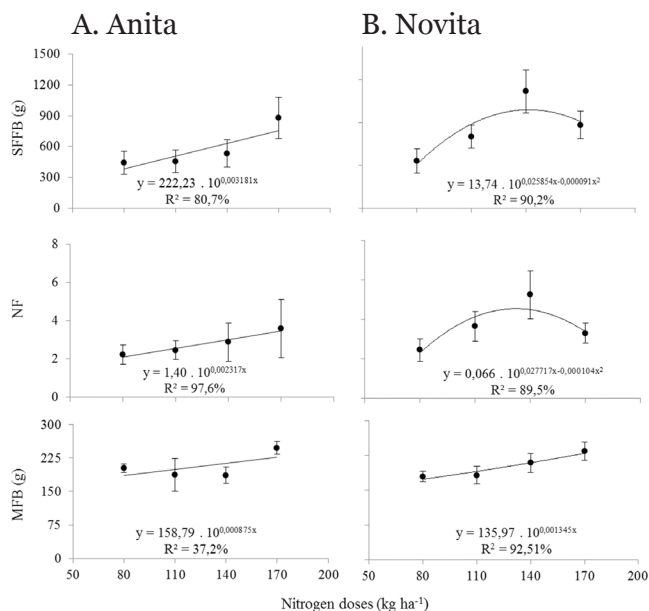 A. Anita
B. Novita
SFFB (g)
1500
1200
900
600
300
0
y = 222,23 . 10^0,003181x
R² = 80,7%
y = 13,74 . 10^0,025854x-0,000091x²
R² = 90,2%
NF
8
6
4
2
0
y = 1,40 . 10^0,002317x
R² = 97,6%
y = 0,066 . 10^0,027717x-0,000104x²
R² = 89,5%
MFB (g)
300
225
150
75
0
y = 158,79 . 10^0,000875x
R² = 37,2%
y = 135,97 . 10^0,001345x
R² = 92,51%
50 80 110 140 170 200
50 80 110 140 170 200
Nitrogen doses (kg ha⁻¹)